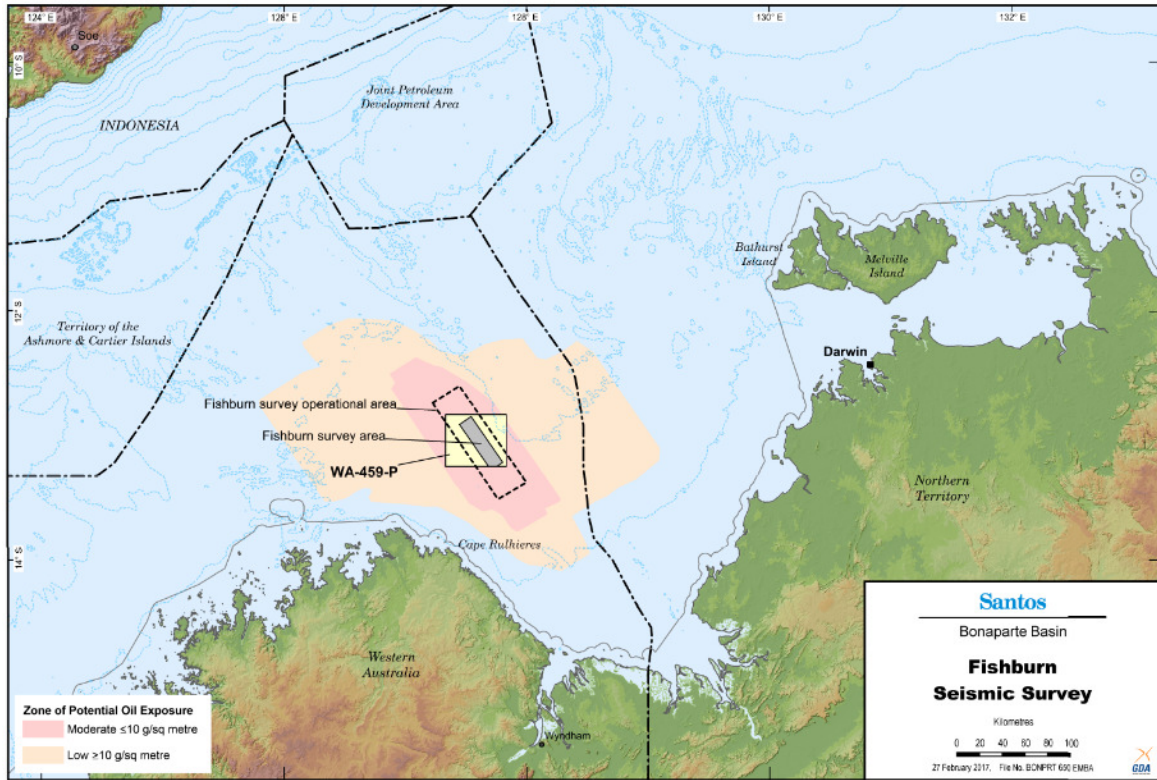 124° E
128° E
128° E
130° E
132° E
Soe
10° S
Joint Petroleum
Development Area
INDONESIA
Bathurst
Island
Melville
Island
12° S
Territory of the
Ashmore & Cartier Islands
Darwin
Fishburn survey operational area
Fishburn survey area
WA-459-P
Northern
Territory
Cape Rulhieres
14° S
Western
Australia
Wyndham
Zone of Potential Oil Exposure
Moderate ≤10 g/sq metre
Low ≥10 g/sq metre
Santos
Bonaparte Basin
Fishburn
Seismic Survey
Kilometres
0 20 40 60 80 100
27 February 2017. File No. BONPRT 650 EMBA
GDA